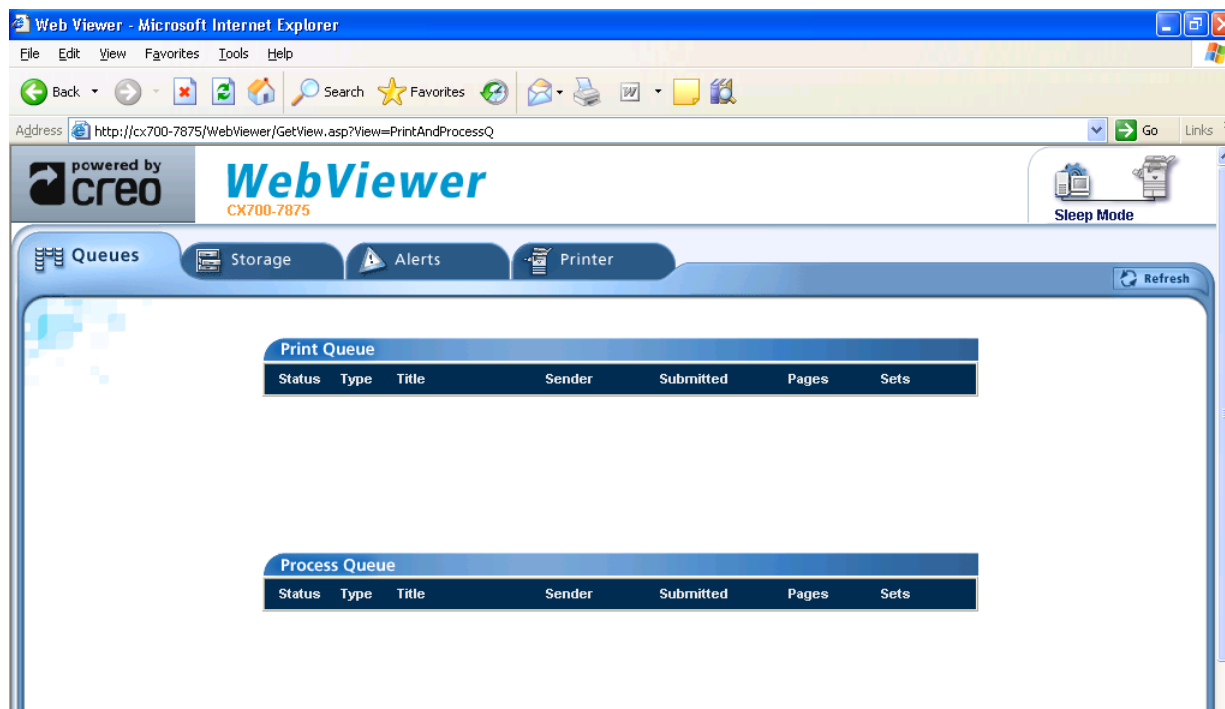 Web Viewer - Microsoft Internet Explorer
File Edit View Favorites Tools Help
Back Search Favorites
Address http://cx700-7875/WebViewer/GetView.asp?View=PrintAndProcessQ Go Links
powered by
creo
WebViewer
CX700-7875
Sleep Mode
Queues Storage Alerts Printer
Refresh
Print Queue
Status Type Title Sender Submitted Pages Sets
Process Queue
Status Type Title Sender Submitted Pages Sets